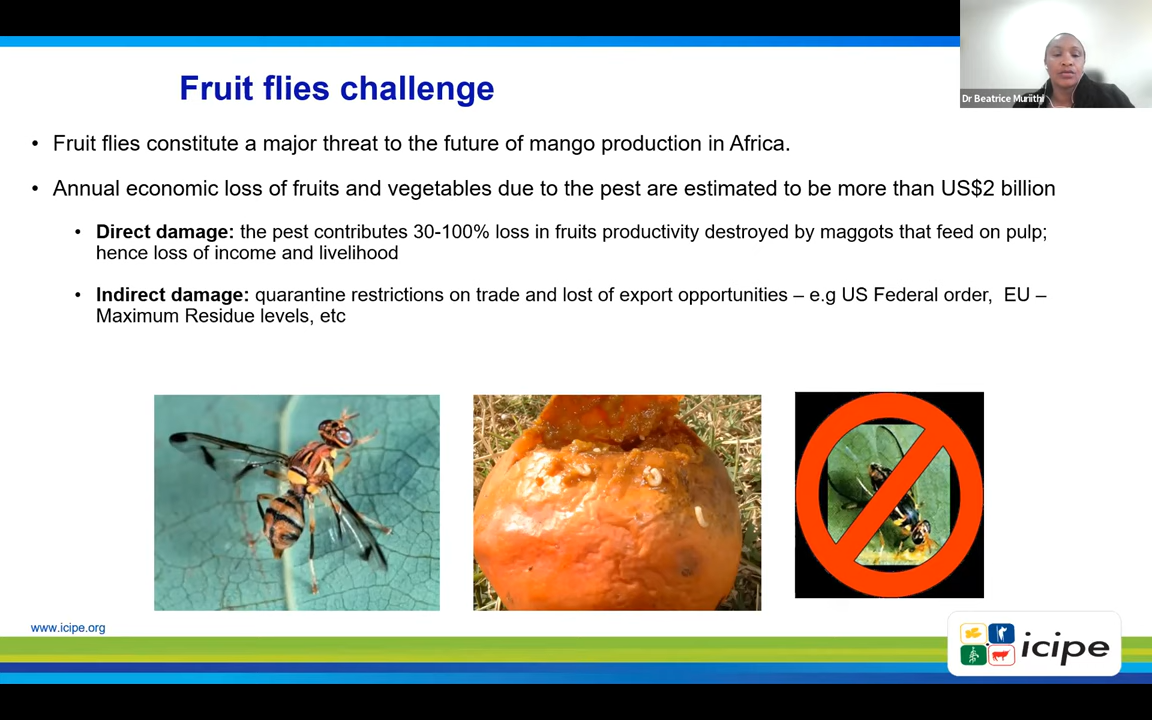 Fruit flies challenge
Dr Beatrice Muriithi
• Fruit flies constitute a major threat to the future of mango production in Africa.
• Annual economic loss of fruits and vegetables due to the pest are estimated to be more than US$2 billion
• Direct damage: the pest contributes 30-100% loss in fruits productivity destroyed by maggots that feed on pulp;
hence loss of income and livelihood
• Indirect damage: quarantine restrictions on trade and lost of export opportunities – e.g US Federal order, EU –
Maximum Residue levels, etc
www.icipe.org
icipe